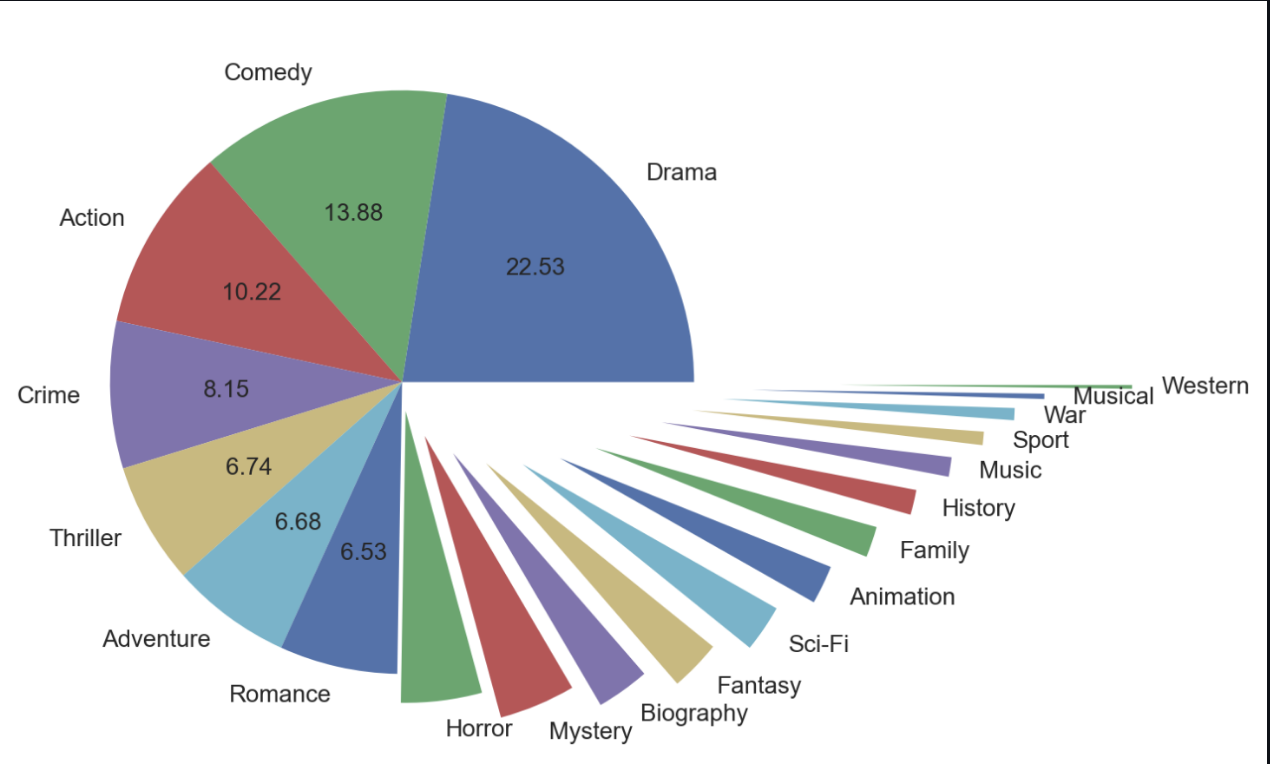 Comedy
Drama
Action
13.88
22.53
10.22
Crime
8.15
Western
Musical
War
Sport
6.74
Music
Thriller
6.68
History
6.53
Family
Animation
Adventure
Sci-Fi
Romance
Fantasy
Biography
Horror
Mystery